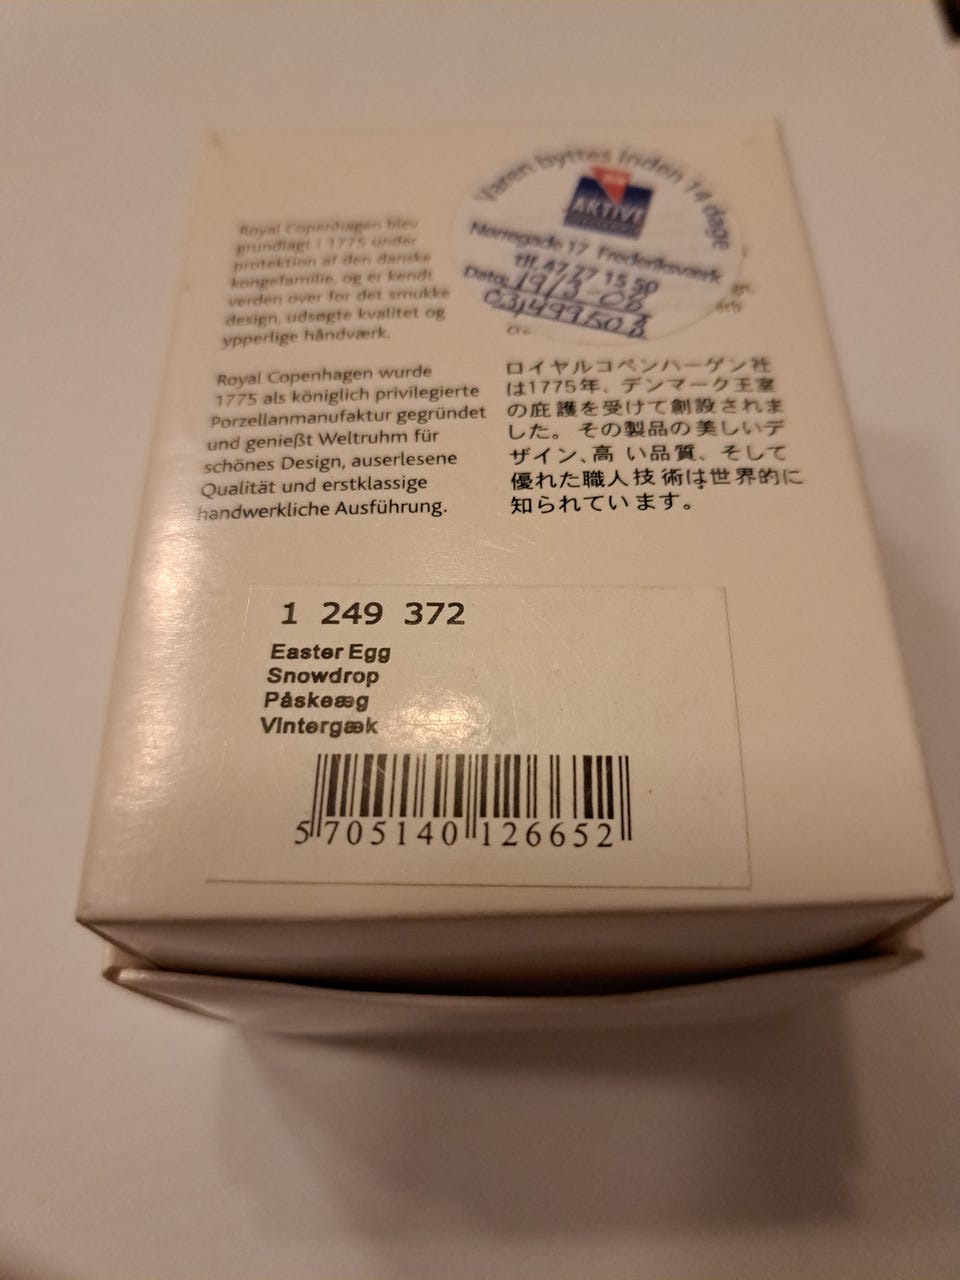 Royal Copenhagen blev
grundlagt i 1775 under
protektion af den danske
kongefamilie, og er kendt
verden over for det smukke
design, udsøgte kvalitet og
ypperlige håndværk.
Varen byttes inden 14 dage
AKTIVE
Nørregade 17 Frederiksværk
tlf. 47 77 15 50
Dato: 19/3-08
Royal Copenhagen wurde
1775 als königlich privilegierte
Porzellanmanufaktur gegründet
und genießt Weltruhm für
schönes Design, auserlesene
Qualität und erstklassige
handwerkliche Ausführung.
ロイヤルコペンハーゲン社
は1775年、デンマーク王室
の庇護を受けて創設されま
した。その製品の美しいデ
ザイン、高い品質、そして
優れた職人技術は世界的に
知られています。
1 249 372
Easter Egg
Snowdrop
Påskeæg
Vintergæk
5 705140 126652